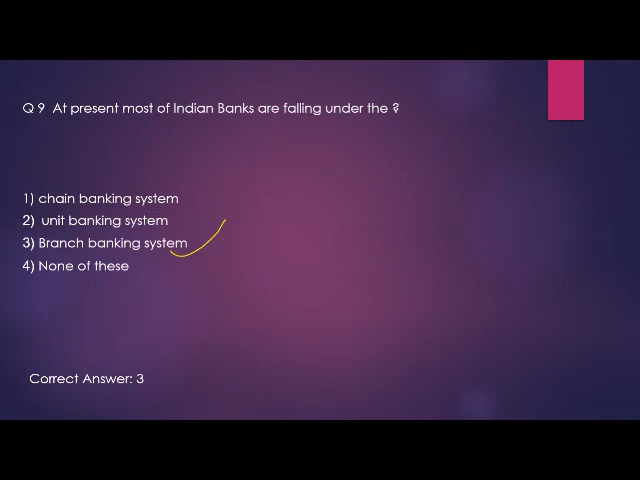 Q 9 At present most of Indian Banks are falling under the ?
1) chain banking system
2) unit banking system
3) Branch banking system
4) None of these
Correct Answer: 3